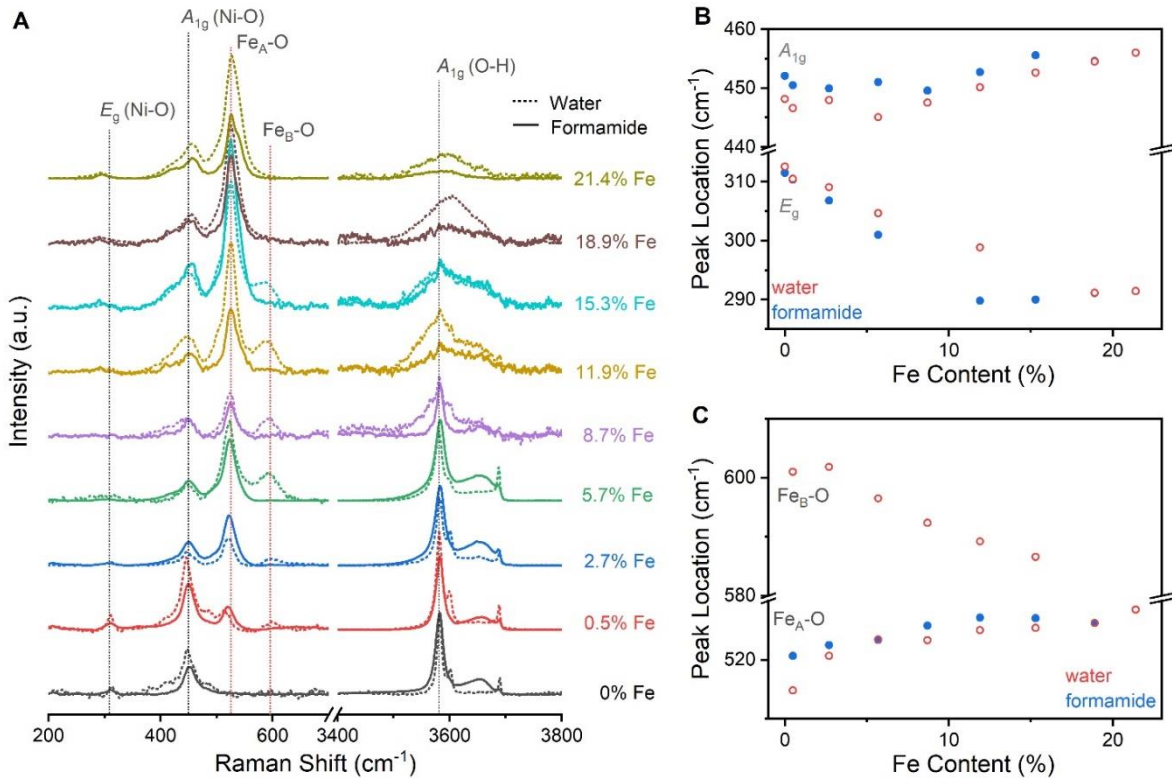 A
A1g (Ni-O)
FeA-O
A1g (O-H)
Eg (Ni-O)
Water
Formamide
FeB-O
21.4% Fe
18.9% Fe
15.3% Fe
11.9% Fe
8.7% Fe
5.7% Fe
2.7% Fe
0.5% Fe
0% Fe
Intensity (a.u.)
200 400 600 3600 3800
Raman Shift (cm-1)
B
460
A1g
450
440
310
Eg
300
290
water
formamide
0 10 20
Peak Location (cm-1)
Fe Content (%)
C
600
FeB-O
580
FeA-O
520
water
formamide
0 10 20
Peak Location (cm-1)
Fe Content (%)